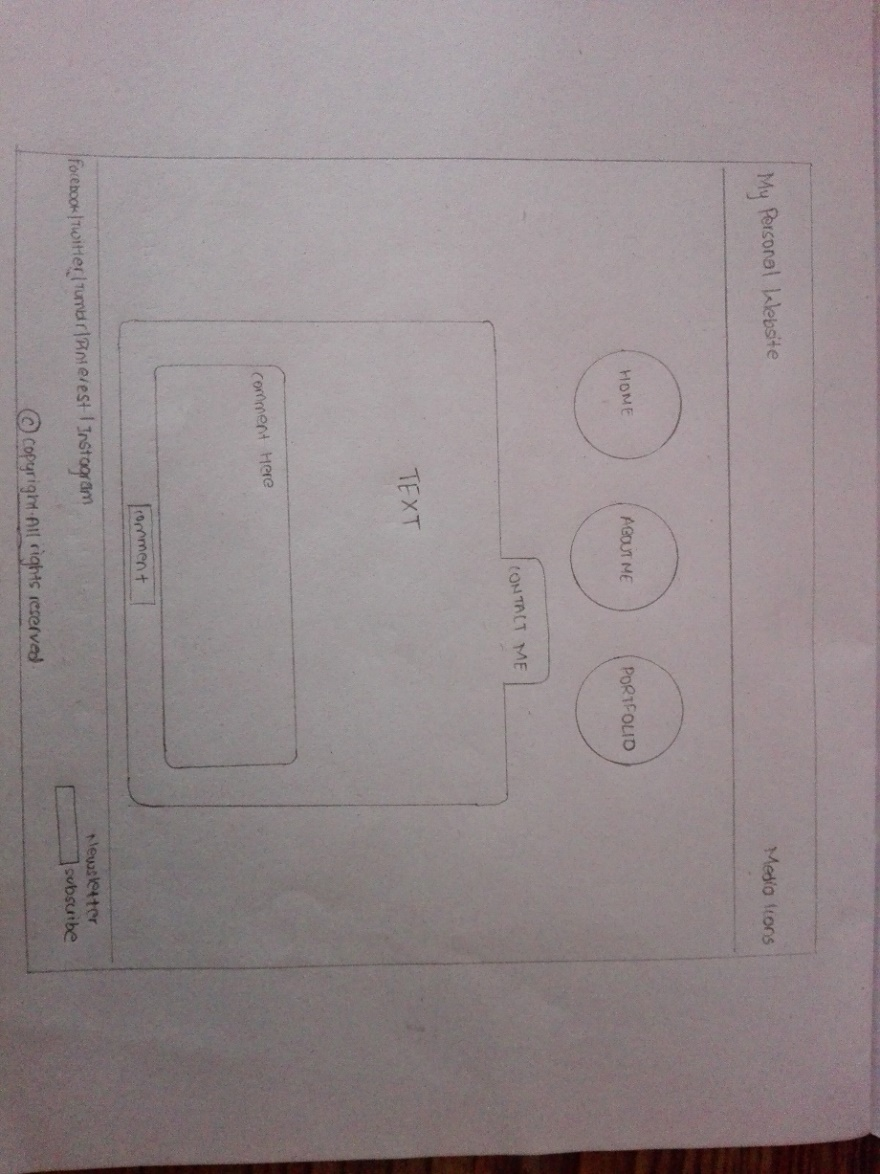 My Personal Website
Media Icons
HOME
ABOUT ME
PORTFOLIO
CONTACT ME
TEXT
Comment Here
Comment
Facebook/Twitter/Tumblr/Pinterest/Instagram
Newsletter
subscribe
© Copyright.All rights reserved